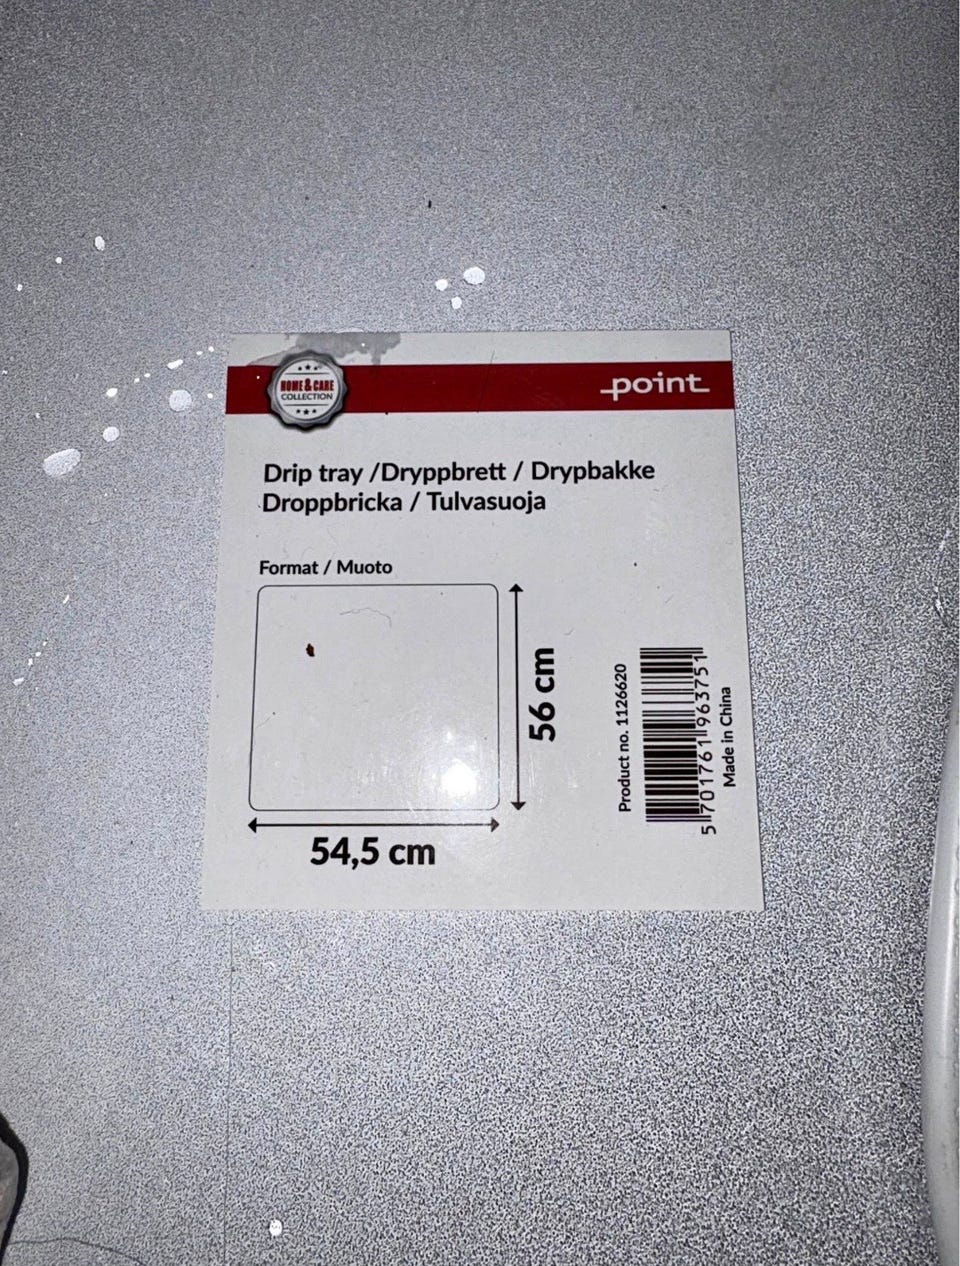 HOME & CARE
COLLECTION
point
Drip tray /Dryppbrett / Drypbakke
Droppbricka / Tulvasuoja
Format / Muoto
56 cm
54,5 cm
Product no. 1126620
5 701761 963751
Made in China